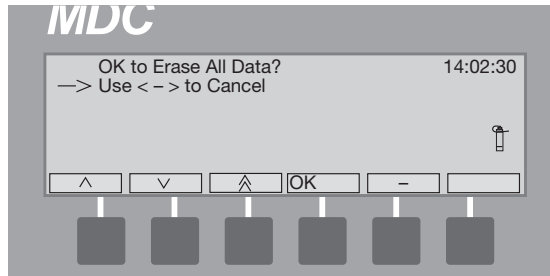 MDC
OK to Erase All Data? 14:02:30
—> Use < – > to Cancel
OK –